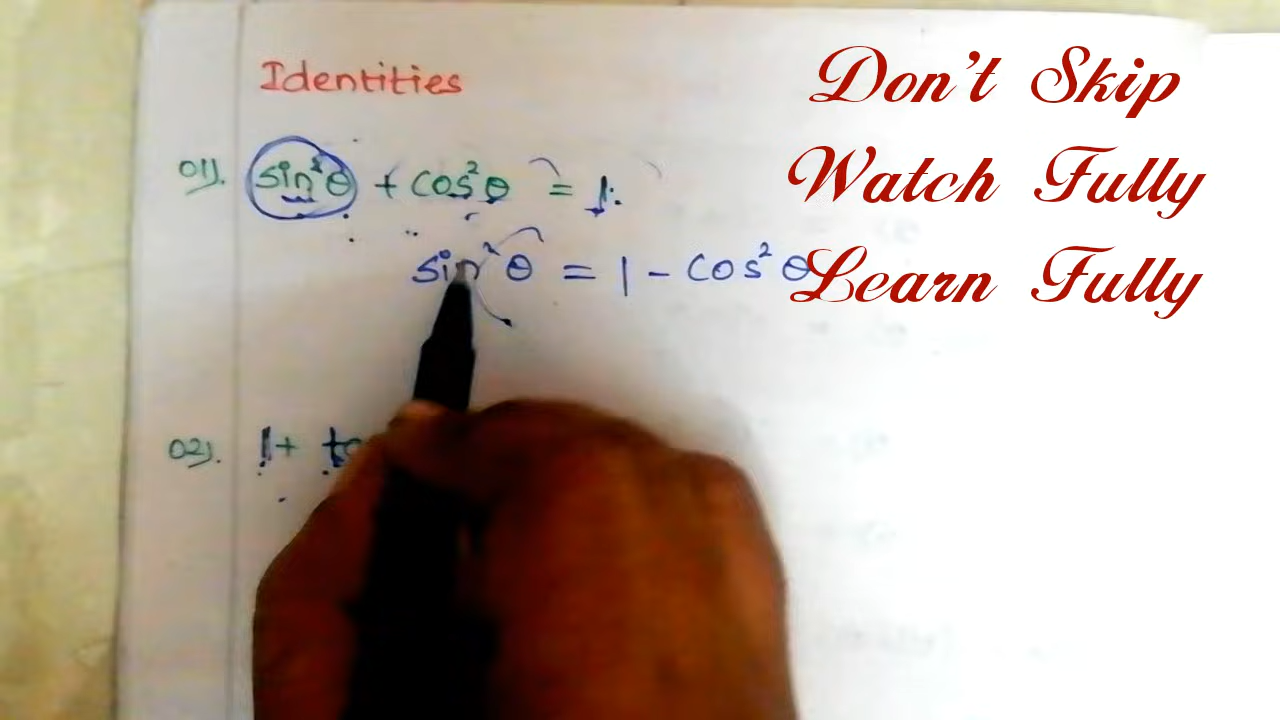 Identities
01). sin²θ + cos²θ = 1.
sin²θ = 1 - cos²θ
02). 1+
Don't Skip
Watch Fully
Learn Fully